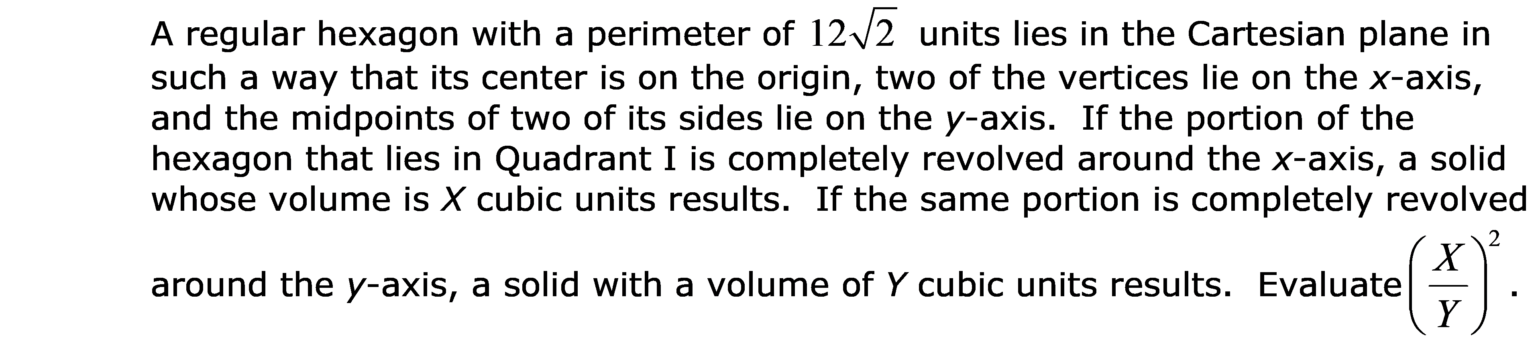 A regular hexagon with a perimeter of 12√2 units lies in the Cartesian plane in
such a way that its center is on the origin, two of the vertices lie on the x-axis,
and the midpoints of two of its sides lie on the y-axis. If the portion of the
hexagon that lies in Quadrant I is completely revolved around the x-axis, a solid
whose volume is X cubic units results. If the same portion is completely revolved
around the y-axis, a solid with a volume of Y cubic units results. Evaluate (X/Y)².